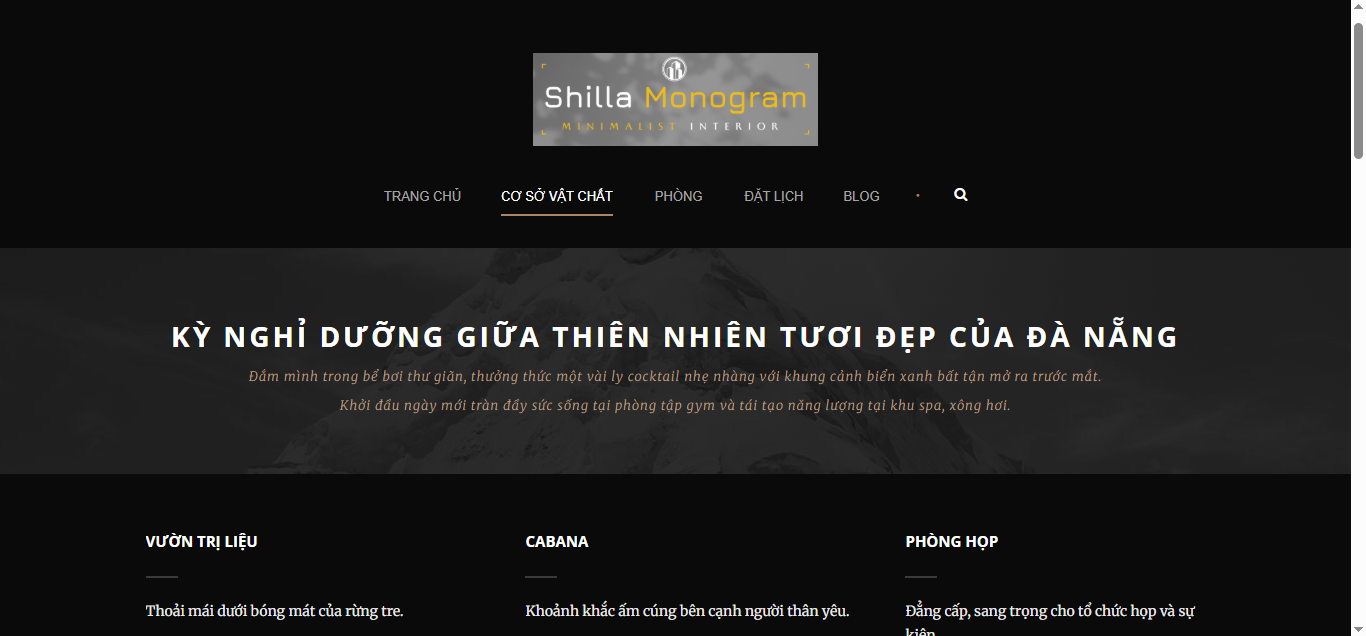 Shilla Monogram
MINIMALIST INTERIOR
TRANG CHỦ CƠ SỞ VẬT CHẤT PHÒNG ĐẶT LỊCH BLOG
KỲ NGHỈ DƯỠNG GIỮA THIÊN NHIÊN TƯƠI ĐẸP CỦA ĐÀ NẴNG
Đắm mình trong bể bơi thư giãn, thưởng thức một vài ly cocktail nhẹ nhàng với khung cảnh biển xanh bất tận mở ra trước mắt.
Khởi đầu ngày mới tràn đầy sức sống tại phòng tập gym và tái tạo năng lượng tại khu spa, xông hơi.
VƯỜN TRỊ LIỆU
Thoải mái dưới bóng mát của rừng tre.
CABANA
Khoảnh khắc ấm cúng bên cạnh người thân yêu.
PHÒNG HỌP
Đẳng cấp, sang trọng cho tổ chức họp và sự
kiện